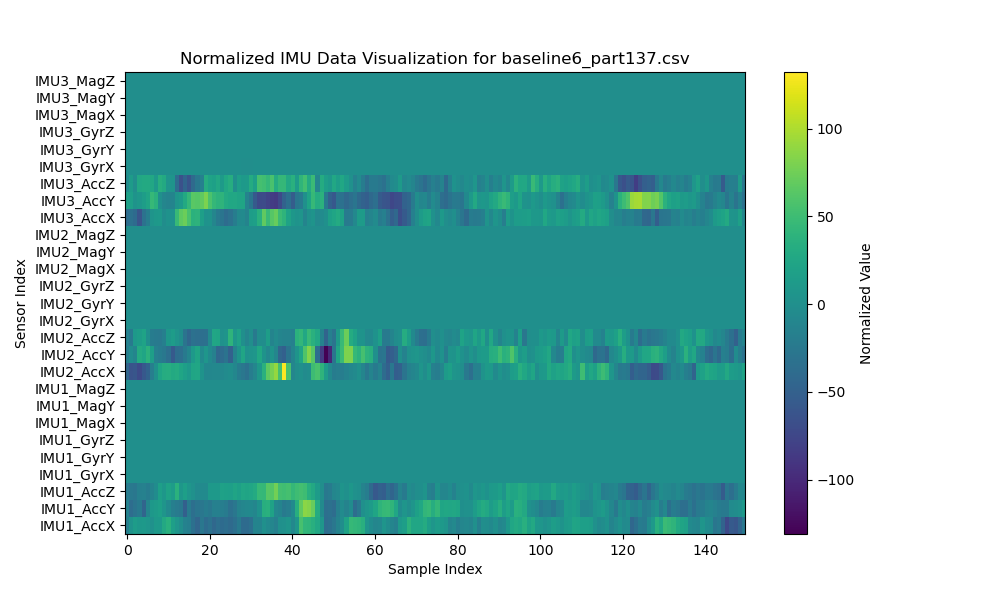 Normalized IMU Data Visualization for baseline6_part137.csv
IMU3_MagZ
IMU3_MagY
IMU3_MagX
IMU3_GyrZ
IMU3_GyrY
IMU3_GyrX
IMU3_AccZ
IMU3_AccY
IMU3_AccX
IMU2_MagZ
IMU2_MagY
IMU2_MagX
IMU2_GyrZ
IMU2_GyrY
IMU2_GyrX
IMU2_AccZ
IMU2_AccY
IMU2_AccX
IMU1_MagZ
IMU1_MagY
IMU1_MagX
IMU1_GyrZ
IMU1_GyrY
IMU1_GyrX
IMU1_AccZ
IMU1_AccY
IMU1_AccX
Sensor Index
0 20 40 60 80 100 120 140
Sample Index
100
50
0
−50
−100
Normalized Value